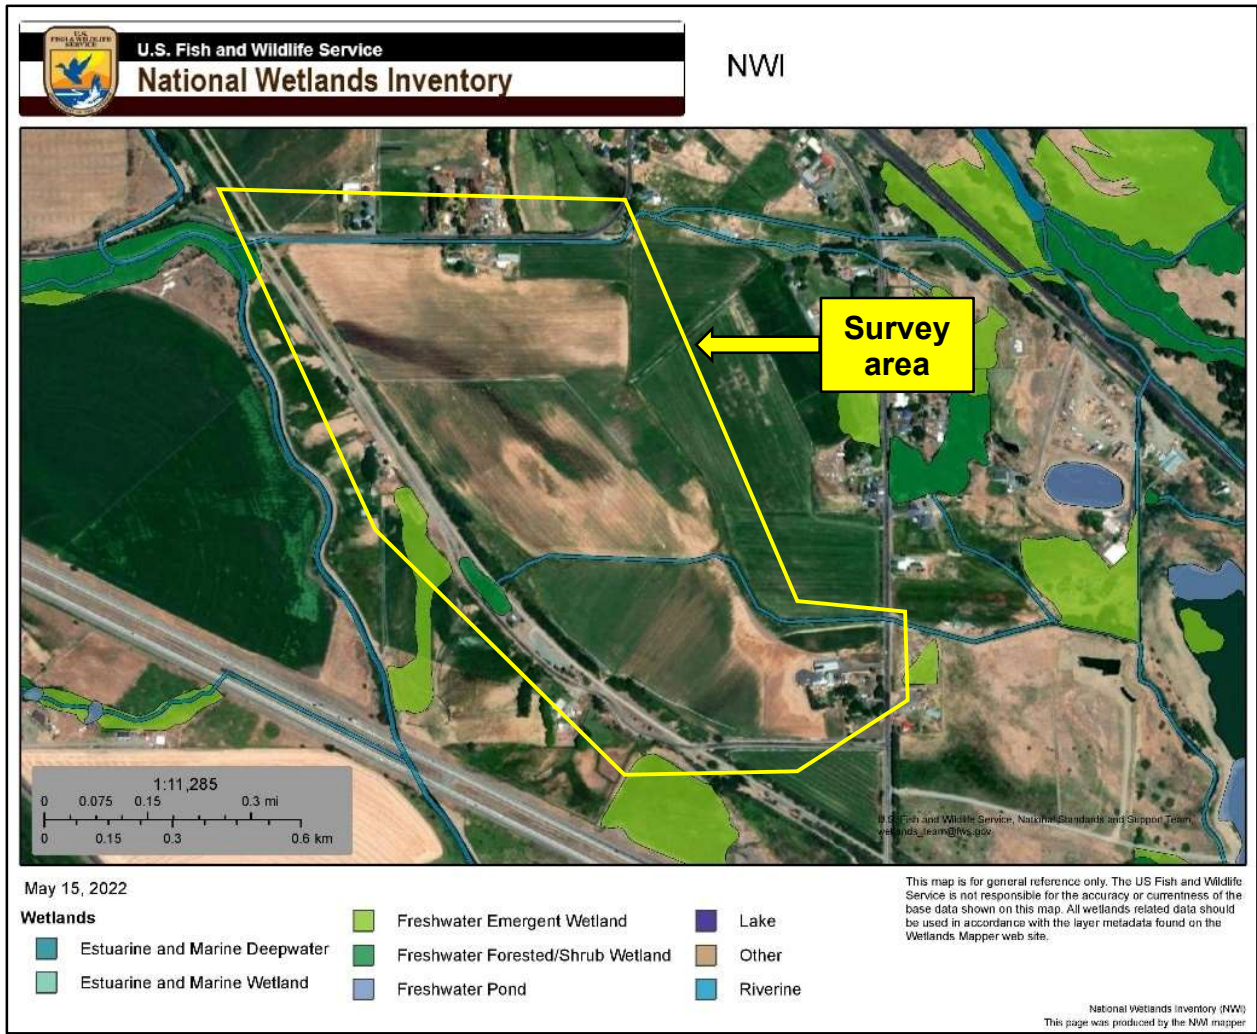 U.S.
FISH & WILDLIFE
SERVICE
U.S. Fish and Wildlife Service
National Wetlands Inventory
NWI
Survey
area
1:11,285
0 0.075 0.15 0.3 mi
0 0.15 0.3 0.6 km
U.S. Fish and Wildlife Service, National Standards and Support Team,
wetlands_team@fws.gov
May 15, 2022
Wetlands
Estuarine and Marine Deepwater
Estuarine and Marine Wetland
Freshwater Emergent Wetland
Freshwater Forested/Shrub Wetland
Freshwater Pond
Lake
Other
Riverine
This map is for general reference only. The US Fish and Wildlife
Service is not responsible for the accuracy or currentness of the
base data shown on this map. All wetlands related data should
be used in accordance with the layer metadata found on the
Wetlands Mapper web site.
National Wetlands Inventory (NWI)
This page was produced by the NWI mapper